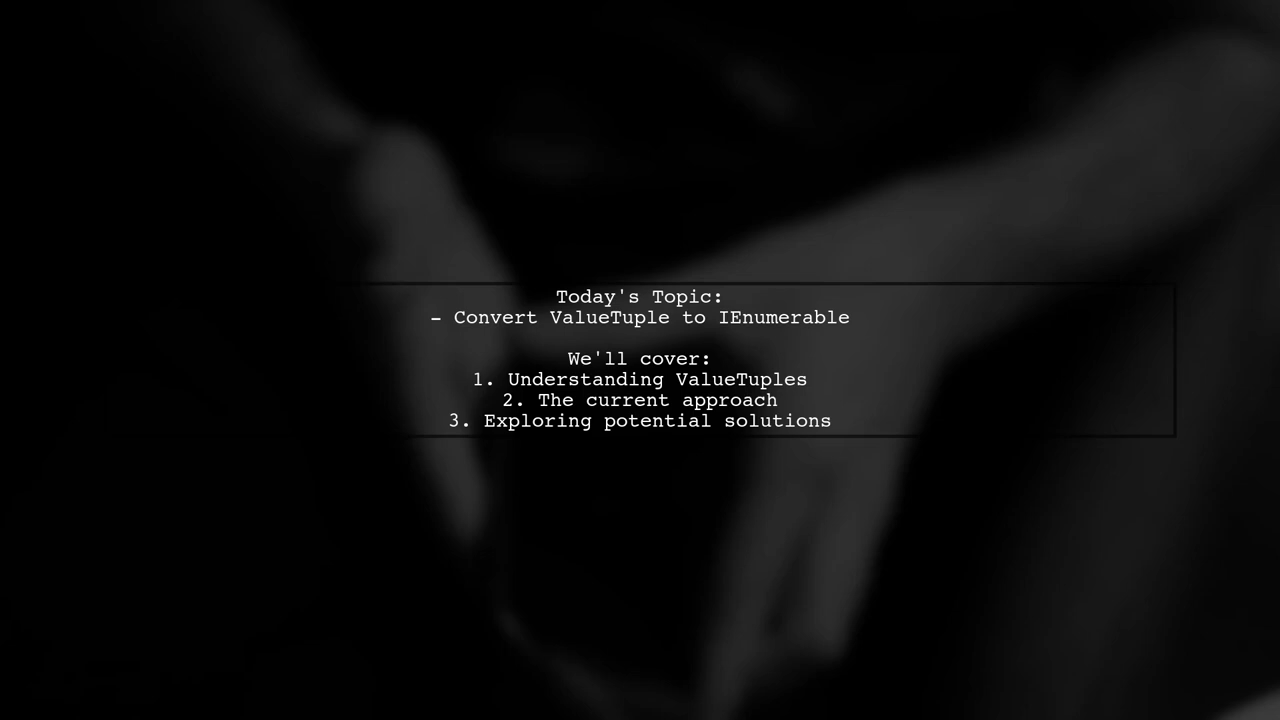 Today's Topic:
- Convert ValueTuple to IEnumerable
We'll cover:
1. Understanding ValueTuples
2. The current approach
3. Exploring potential solutions